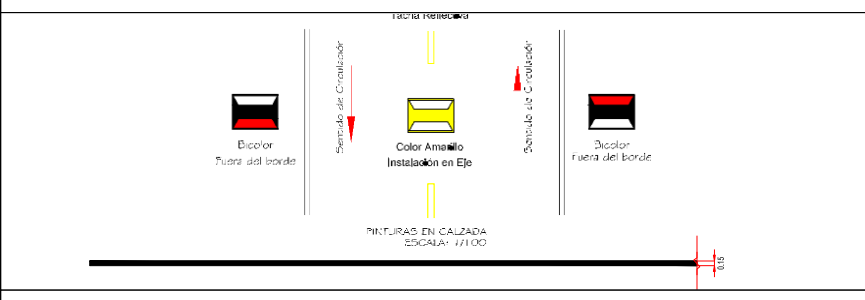 Tacha Reflectiva
Sentido de Circulación
Sentido de Circulación
Bicolor
Fuera del borde
Color Amarillo
Instalación en Eje
Bicolor
Fuera del borde
PINTURAS EN CALZADA
ESCALA: 1/100
0.15